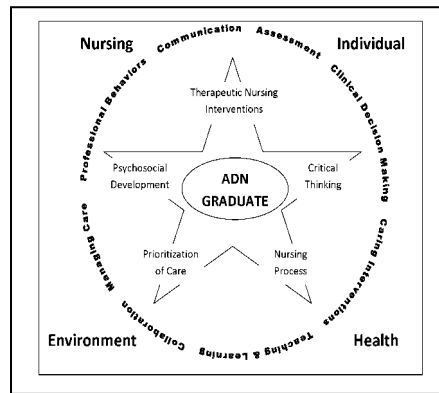 Nursing
Individual
Professional Behaviors
Communication
Assessment
Clinical Decision Making
Caring Interventions
Teaching & Learning
Collaboration
Managing Care
Therapeutic Nursing
Interventions
Psychosocial
Development
Critical
Thinking
ADN
GRADUATE
Prioritization
of Care
Nursing
Process
Environment
Health